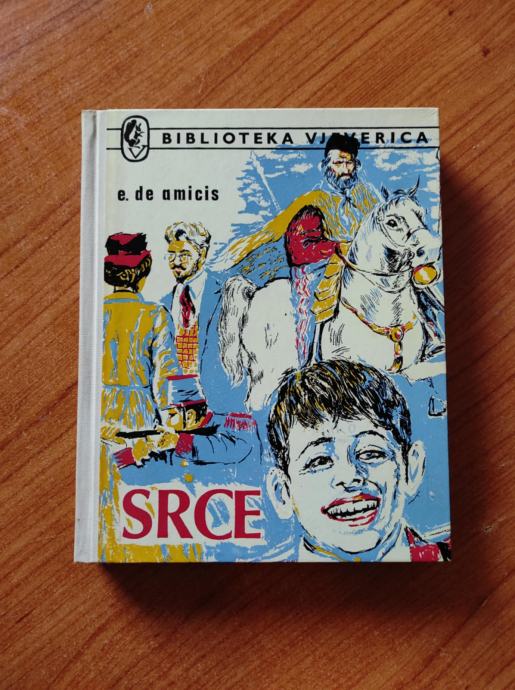 BIBLIOTEKA VJEVERICA
e. de amicis
SRCE